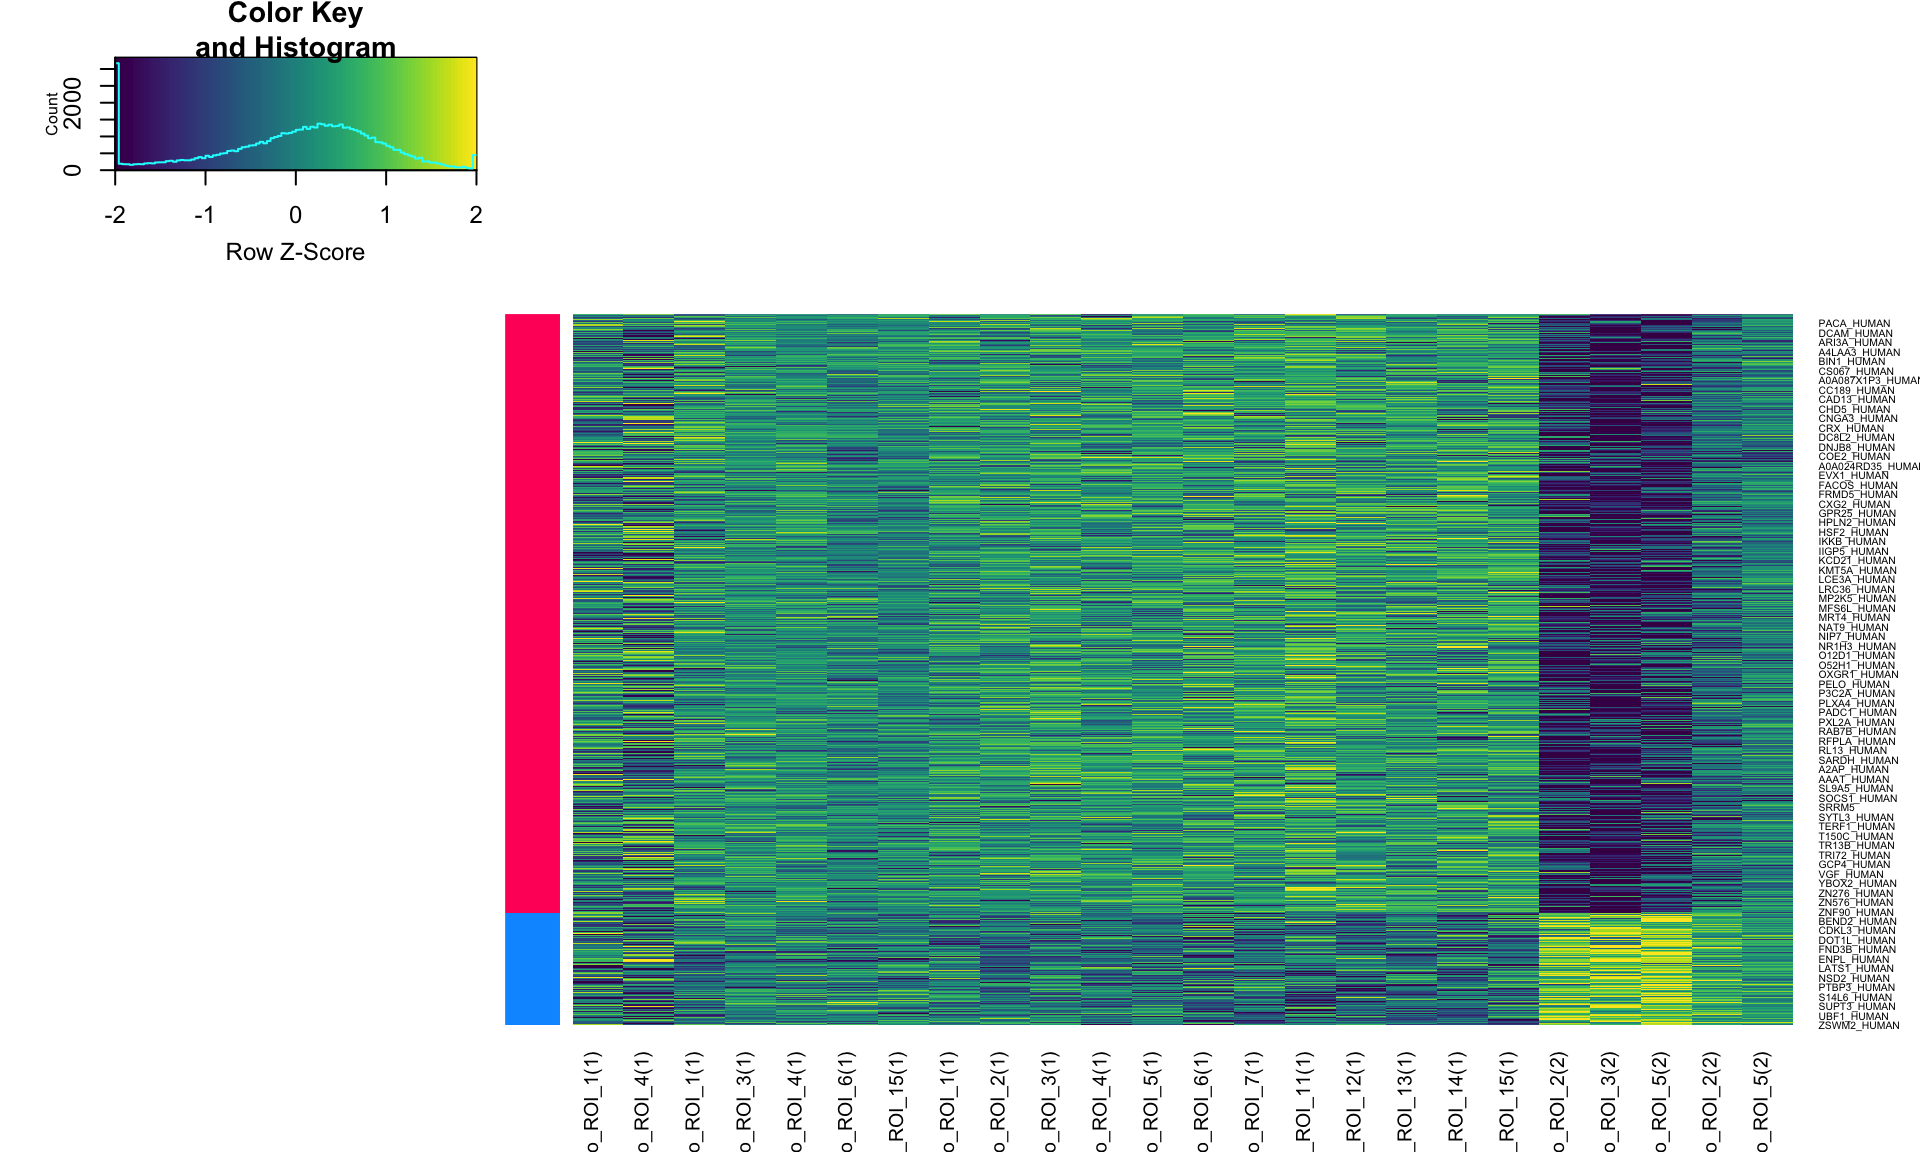 Color Key
and Histogram
Count
0 2000
-2 -1 0 1 2
Row Z-Score
PACA_HUMAN
DCAM_HUMAN
ARI3A_HUMAN
A4LAA3_HUMAN
BIN1_HUMAN
CS067_HUMAN
A0A087X1P3_HUMAN
CC189_HUMAN
CAD13_HUMAN
CHD5_HUMAN
CNGA3_HUMAN
CRX_HUMAN
DC8L2_HUMAN
DNJB8_HUMAN
COE2_HUMAN
A0A024RD35_HUMAN
EVX1_HUMAN
FACOS_HUMAN
FRMD5_HUMAN
CXG2_HUMAN
GPR25_HUMAN
HPLN2_HUMAN
HSF2_HUMAN
IKKB_HUMAN
IIGP5_HUMAN
KCD21_HUMAN
KMT5A_HUMAN
LCE3A_HUMAN
LRC36_HUMAN
MP2K5_HUMAN
MFS6L_HUMAN
MRT4_HUMAN
NAT9_HUMAN
NIP7_HUMAN
NR1H3_HUMAN
O12D1_HUMAN
O52H1_HUMAN
OXGR1_HUMAN
PELO_HUMAN
P3C2A_HUMAN
PLXA4_HUMAN
PADC1_HUMAN
PXL2A_HUMAN
RAB7B_HUMAN
RFPLA_HUMAN
RL13_HUMAN
SARDH_HUMAN
A2AP_HUMAN
AAAT_HUMAN
SL9A5_HUMAN
SOCS1_HUMAN
SRRM5
SYTL3_HUMAN
TERF1_HUMAN
T150C_HUMAN
TR13B_HUMAN
TRI72_HUMAN
GCP4_HUMAN
VGF_HUMAN
YBOX2_HUMAN
ZN276_HUMAN
ZN576_HUMAN
ZNF90_HUMAN
BEND2_HUMAN
CDKL3_HUMAN
DOT1L_HUMAN
FND3B_HUMAN
ENPL_HUMAN
LATS1_HUMAN
NSD2_HUMAN
PTBP3_HUMAN
S14L6_HUMAN
SUPT3_HUMAN
UBF1_HUMAN
ZSWM2_HUMAN
o_ROI_1(1)
o_ROI_4(1)
o_ROI_1(1)
o_ROI_3(1)
o_ROI_4(1)
o_ROI_6(1)
_ROI_15(1)
o_ROI_1(1)
o_ROI_2(1)
o_ROI_3(1)
o_ROI_4(1)
o_ROI_5(1)
o_ROI_6(1)
o_ROI_7(1)
_ROI_11(1)
_ROI_12(1)
_ROI_13(1)
_ROI_14(1)
_ROI_15(1)
o_ROI_2(2)
o_ROI_3(2)
o_ROI_5(2)
o_ROI_2(2)
o_ROI_5(2)